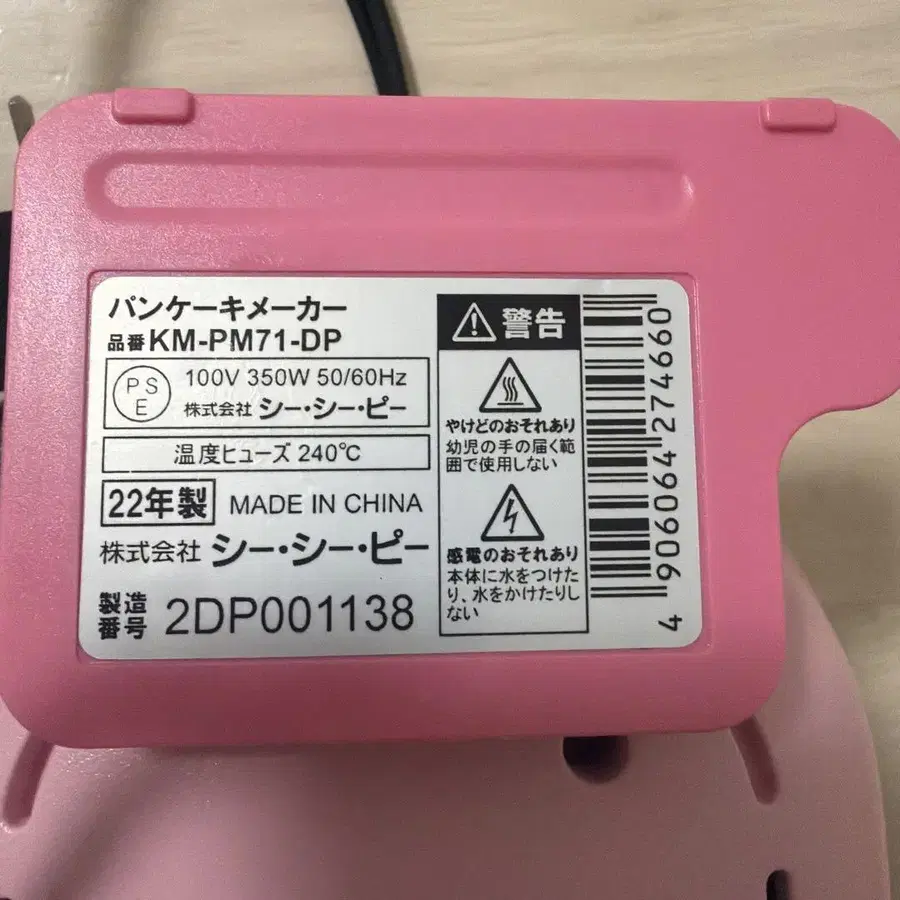 パンケーキメーカー
品番 KM-PM71-DP
PS
E
100V 350W 50/60Hz
株式会社 シー・シー・ピー
温度ヒューズ 240℃
22年製 MADE IN CHINA
株式会社 シー・シー・ピー
製造
番号 2DP001138
警告
やけどのおそれあり
幼児の手の届く範
囲で使用しない
感電のおそれあり
本体に水をつけた
り、水をかけたりし
ない
4 906064 274660